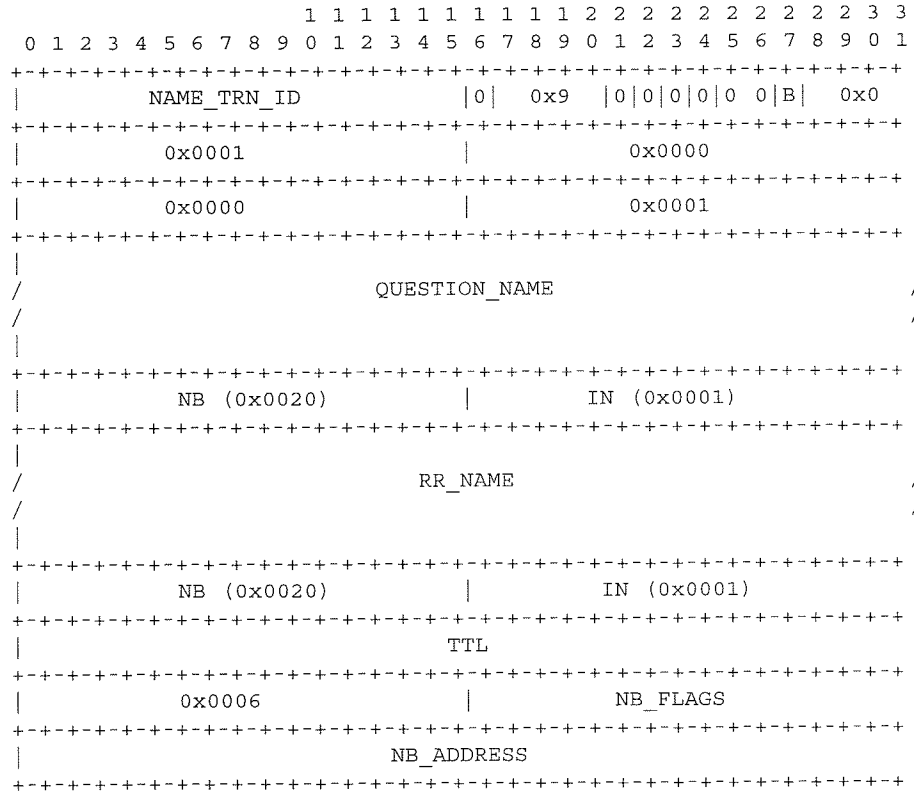 1 1 1 1 1 1 1 1 1 1 2 2 2 2 2 2 2 2 2 2 3 3
0 1 2 3 4 5 6 7 8 9 0 1 2 3 4 5 6 7 8 9 0 1 2 3 4 5 6 7 8 9 0 1
NAME_TRN_ID |0| 0x9 |0|0|0|0|0 0|B| 0x0
0x0001 | 0x0000
0x0000 | 0x0001
QUESTION_NAME
NB (0x0020) | IN (0x0001)
RR_NAME
NB (0x0020) | IN (0x0001)
TTL
0x0006 | NB_FLAGS
NB_ADDRESS